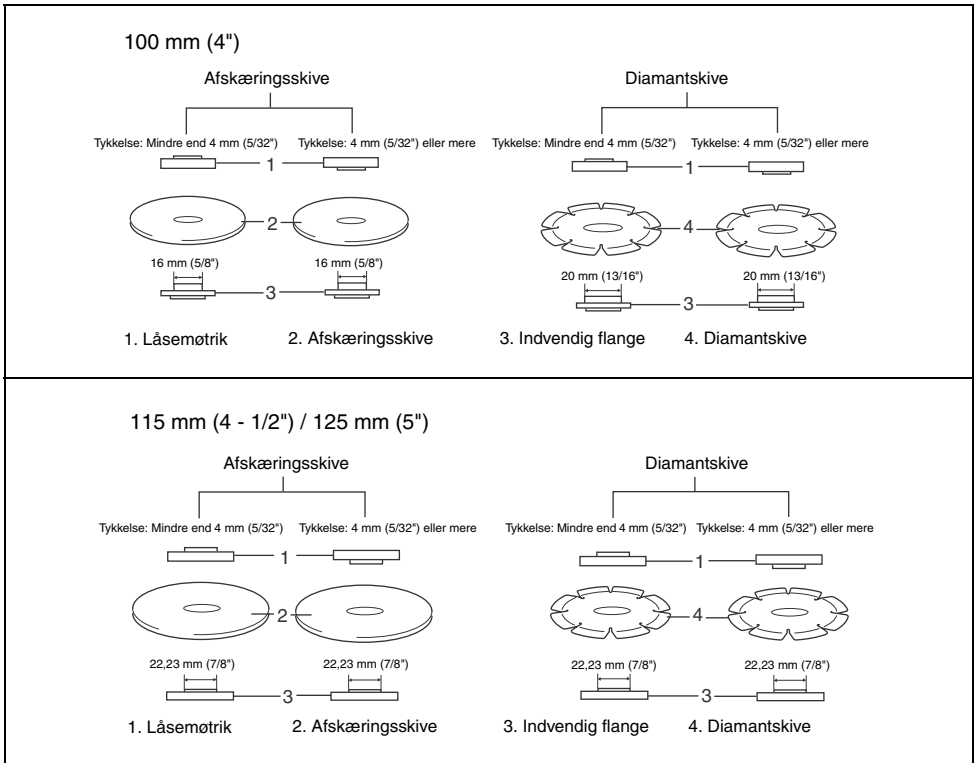 100 mm (4")
Afskæringsskive Diamantskive
Tykkelse: Mindre end 4 mm (5/32") Tykkelse: 4 mm (5/32") eller mere Tykkelse: Mindre end 4 mm (5/32") Tykkelse: 4 mm (5/32") eller mere
1 1
2 4
16 mm (5/8") 16 mm (5/8") 20 mm (13/16") 20 mm (13/16")
3 3
1. Låsemøtrik 2. Afskæringsskive 3. Indvendig flange 4. Diamantskive
115 mm (4 - 1/2") / 125 mm (5")
Afskæringsskive Diamantskive
Tykkelse: Mindre end 4 mm (5/32") Tykkelse: 4 mm (5/32") eller mere Tykkelse: Mindre end 4 mm (5/32") Tykkelse: 4 mm (5/32") eller mere
1 1
2 4
22,23 mm (7/8") 22,23 mm (7/8") 22,23 mm (7/8") 22,23 mm (7/8")
3 3
1. Låsemøtrik 2. Afskæringsskive 3. Indvendig flange 4. Diamantskive